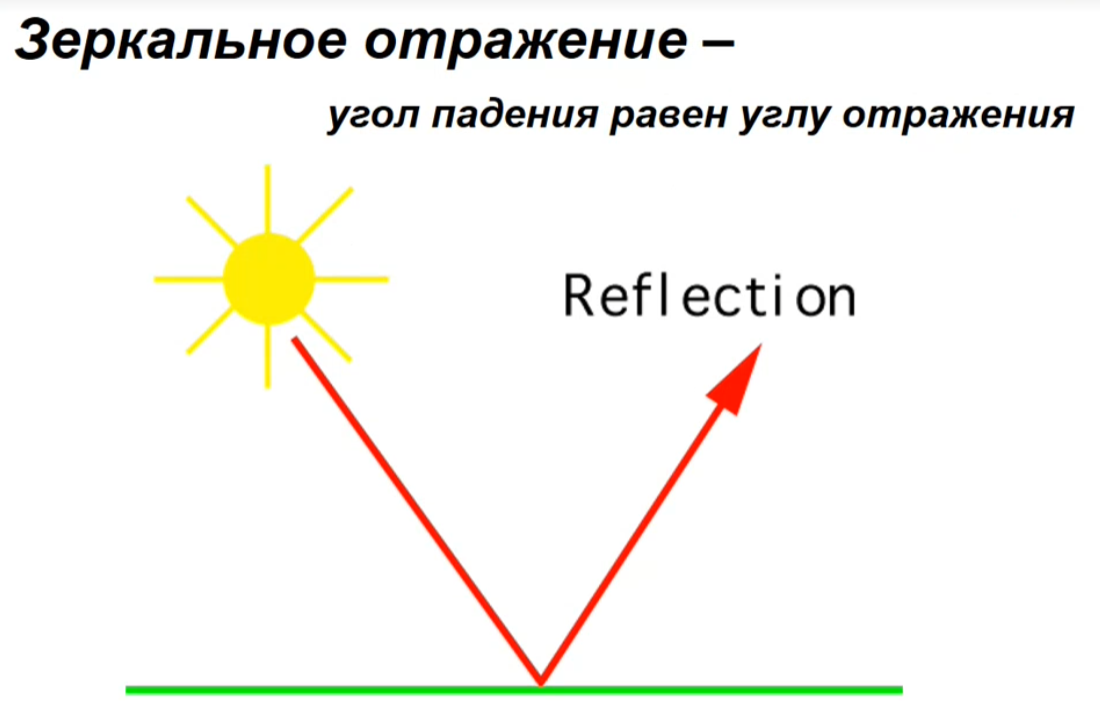 Зеркальное отражение –
угол падения равен углу отражения
Reflection